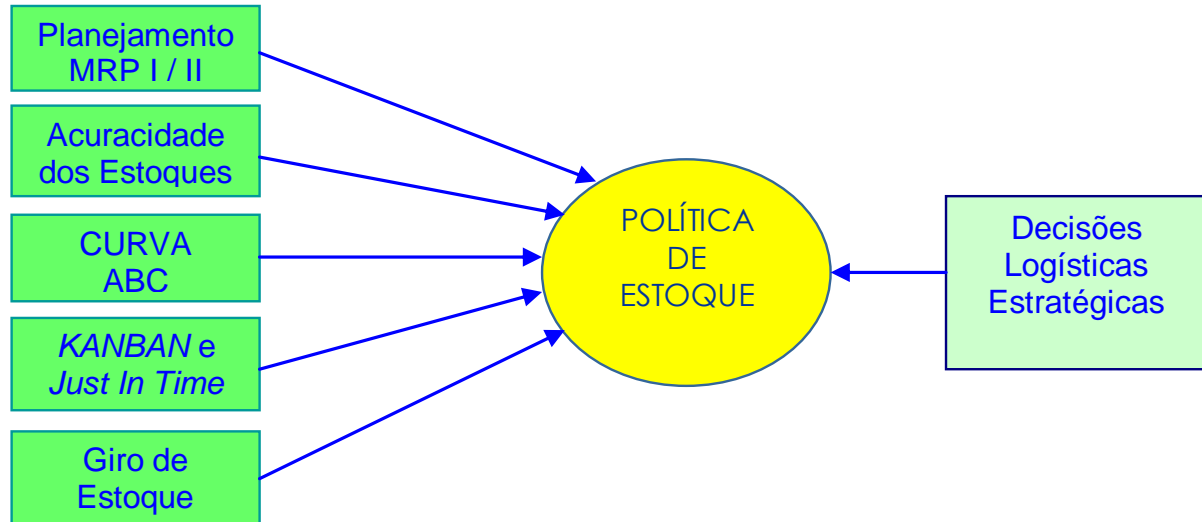 Planejamento
MRP I / II
Acuracidade
dos Estoques
CURVA
ABC
KANBAN e
Just In Time
Giro de
Estoque
POLÍTICA
DE
ESTOQUE
Decisões
Logísticas
Estratégicas